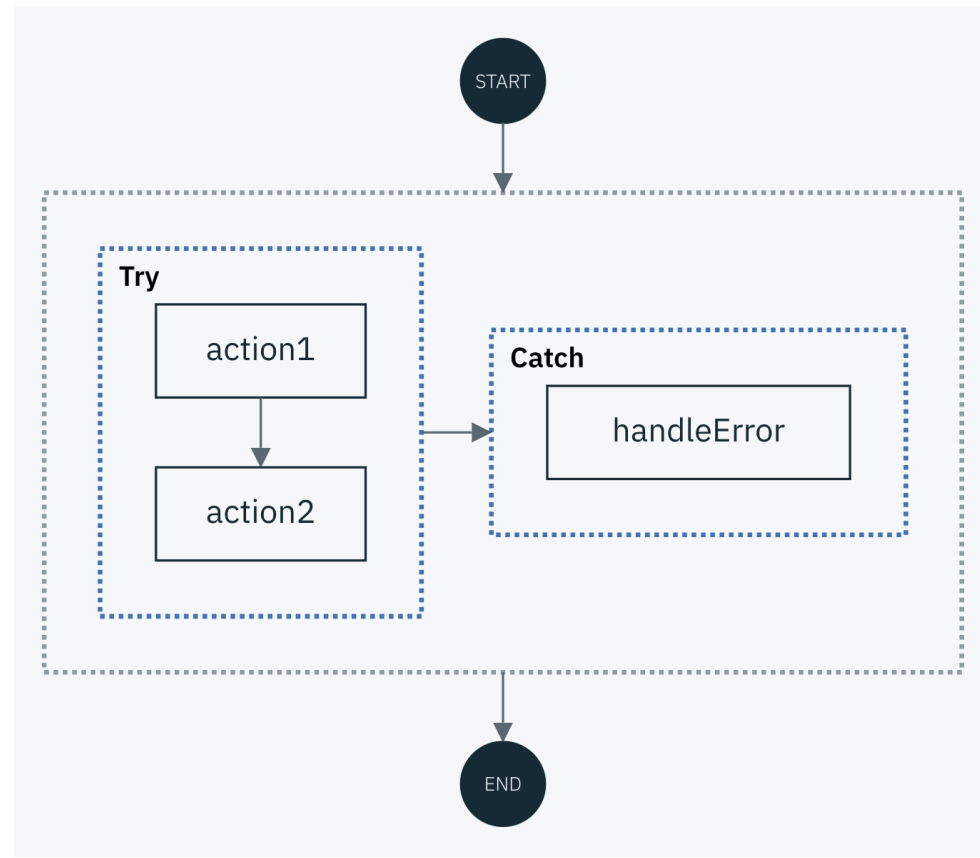 START
Try
action1
action2
Catch
handleError
END